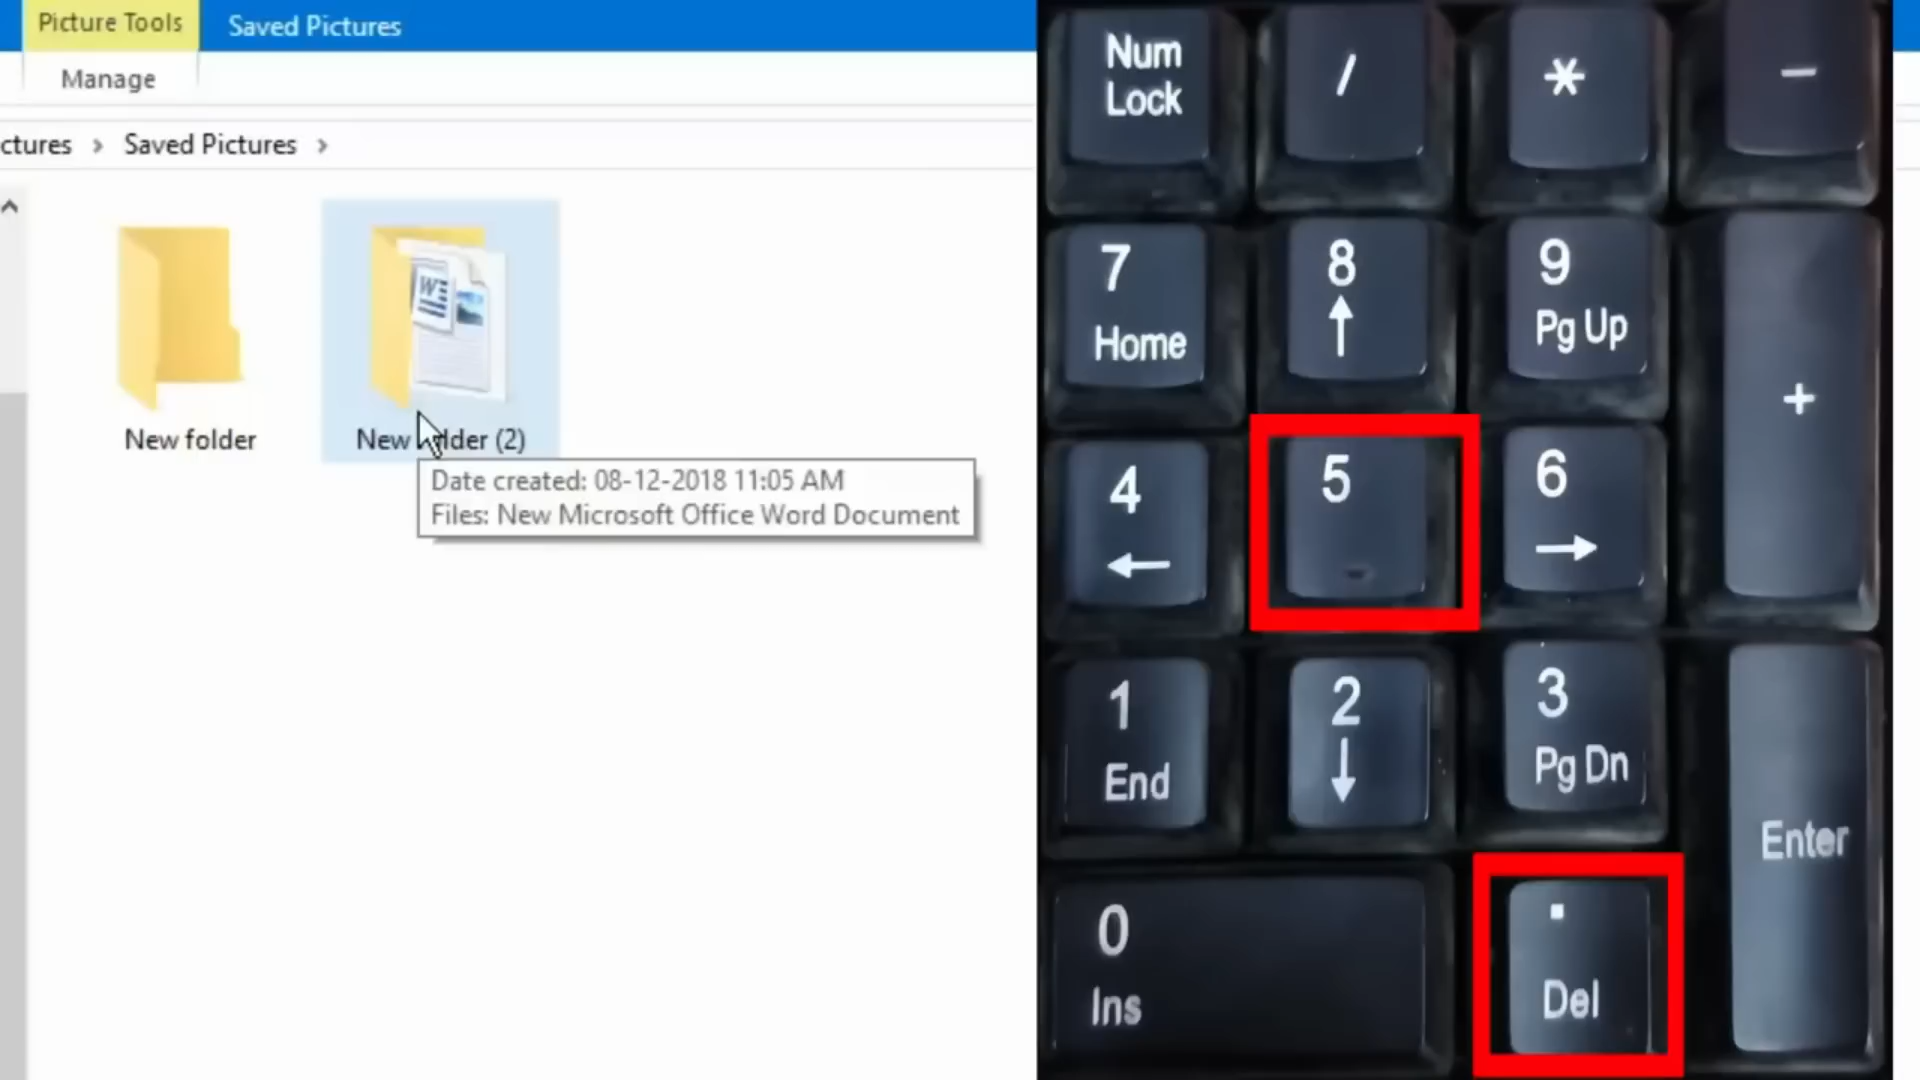 Picture Tools
Saved Pictures
Manage
ctures > Saved Pictures >
New folder
New lder (2)
Date created: 08-12-2018 11:05 AM
Files: New Microsoft Office Word Document
Num
Lock
/
*
-
7
Home
8
↑
9
Pg Up
+
4
←
5
6
→
1
End
2
↓
3
Pg Dn
Enter
0
Ins
.
Del